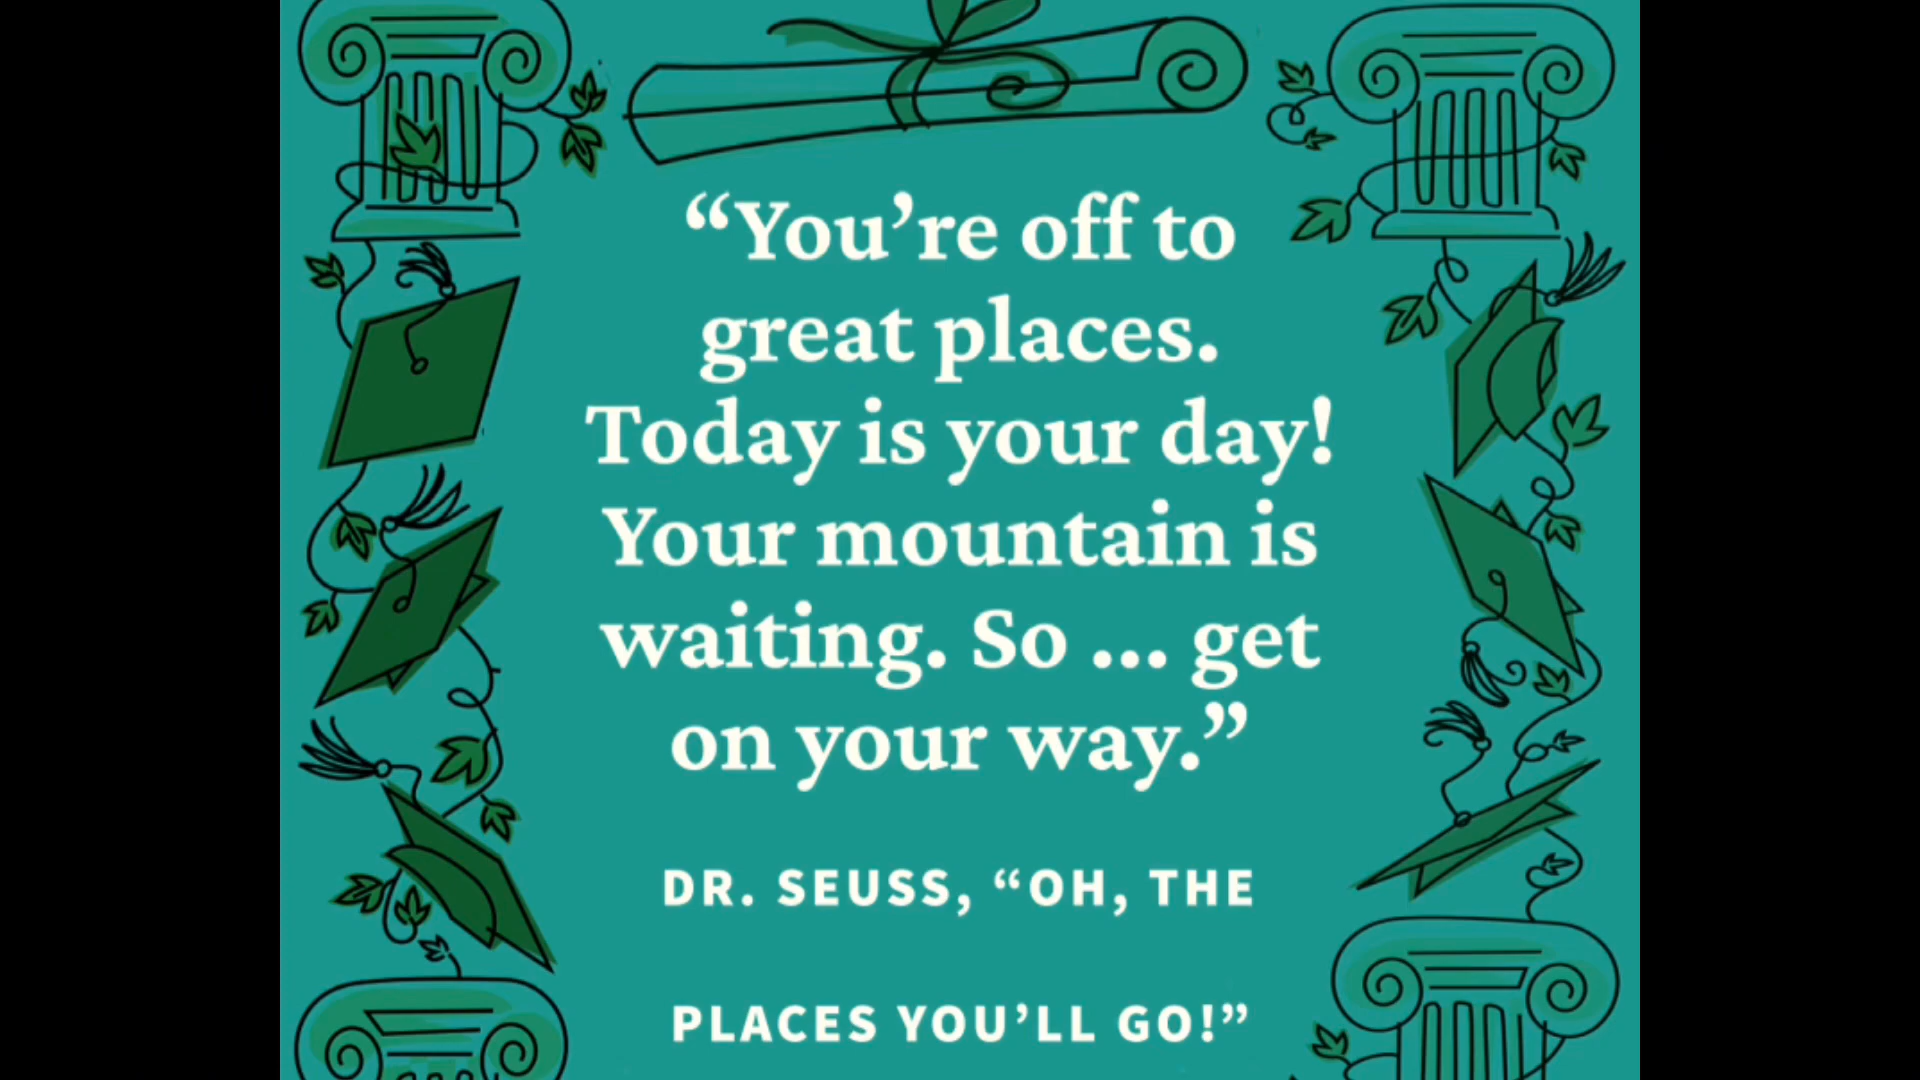 “You’re off to
great places.
Today is your day!
Your mountain is
waiting. So ... get
on your way.”
DR. SEUSS, “OH, THE
PLACES YOU’LL GO!”